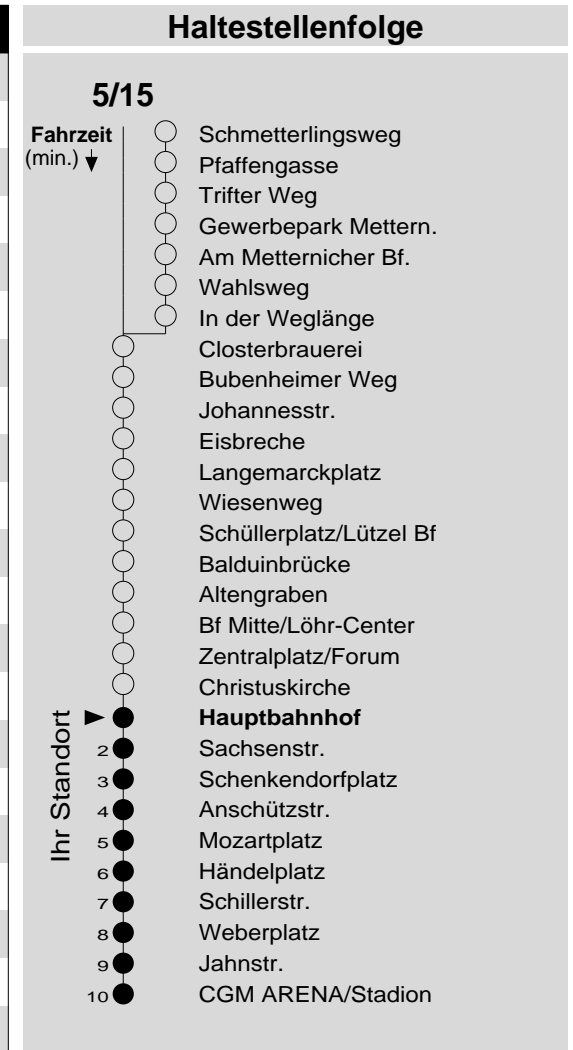 Haltestellenfolge
5/15
Fahrzeit
(min.)
Schmetterlingsweg
Pfaffengasse
Trifter Weg
Gewerbepark Mettern.
Am Metternicher Bf.
Wahlsweg
In der Weglänge
Closterbrauerei
Bubenheimer Weg
Johannesstr.
Eisbreche
Langemarckplatz
Wiesenweg
Schüllerplatz/Lützel Bf
Balduinbrücke
Altengraben
Bf Mitte/Löhr-Center
Zentralplatz/Forum
Christuskirche
Ihr Standort
Hauptbahnhof
2 Sachsenstr.
3 Schenkendorfplatz
4 Anschützstr.
5 Mozartplatz
6 Händelplatz
7 Schillerstr.
8 Weberplatz
9 Jahnstr.
10 CGM ARENA/Stadion